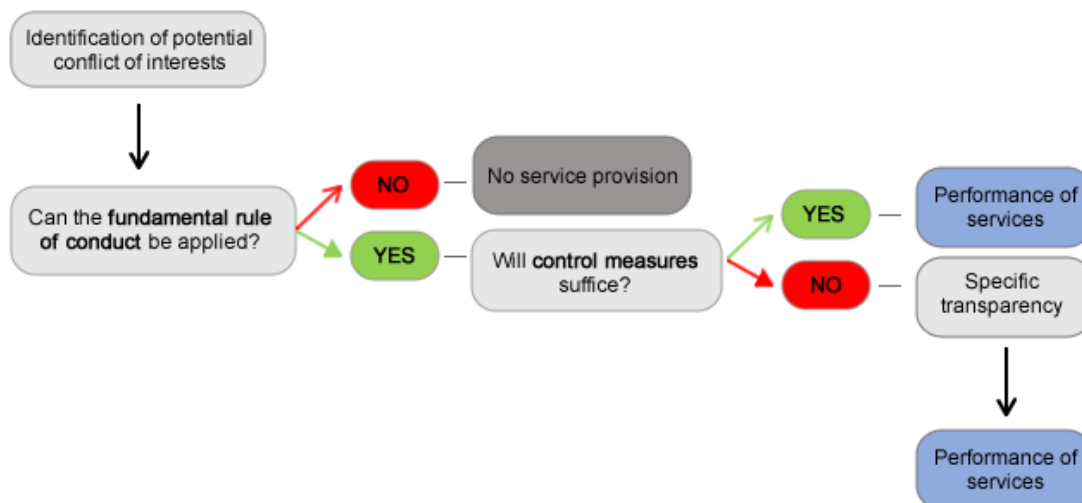 Identification of potential
conflict of interests
Can the fundamental rule
of conduct be applied?
NO
No service provision
YES
Will control measures
suffice?
YES
Performance of
services
NO
Specific
transparency
Performance of
services